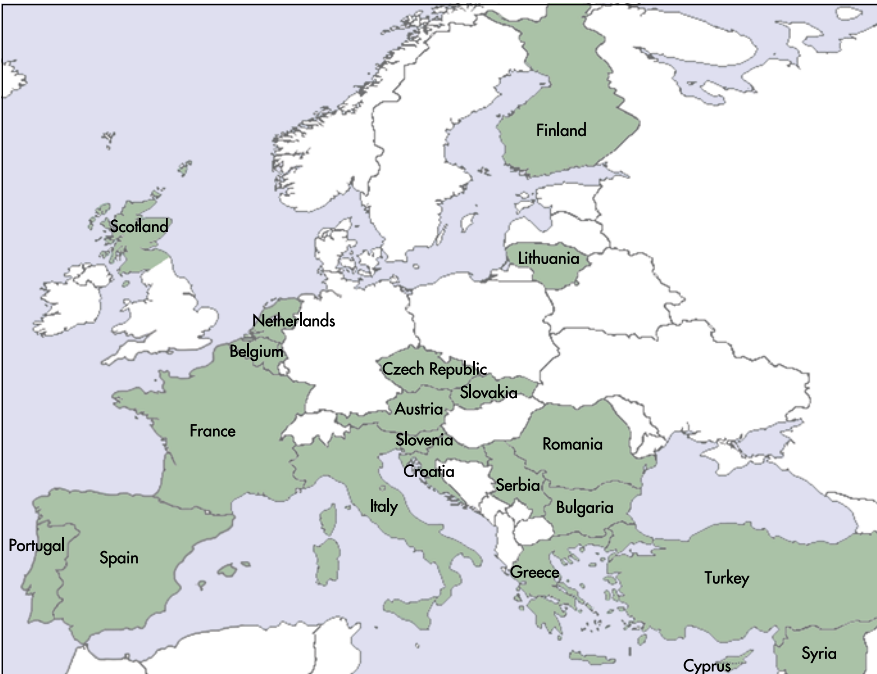 Finland
Scotland
Lithuania
Netherlands
Belgium
Czech Republic
Slovakia
Austria
France
Slovenia
Romania
Croatia
Serbia
Italy
Bulgaria
Portugal
Spain
Greece
Turkey
Syria
Cyprus